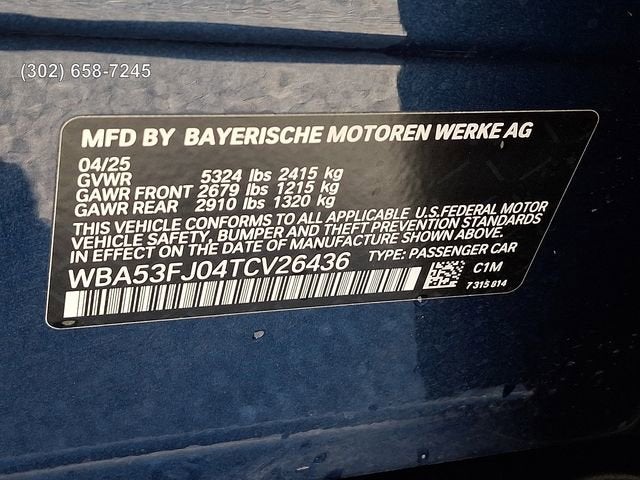 (302) 658-7245
MFD BY BAYERISCHE MOTOREN WERKE AG
04/25
GVWR 5324 lbs 2415 kg
GAWR FRONT 2679 lbs 1215 kg
GAWR REAR 2910 lbs 1320 kg
THIS VEHICLE CONFORMS TO ALL APPLICABLE U.S.FEDERAL MOTOR
VEHICLE SAFETY, BUMPER AND THEFT PREVENTION STANDARDS
IN EFFECT ON THE DATE OF MANUFACTURE SHOWN ABOVE.
WBA53FJ04TCV26436 TYPE: PASSENGER CAR
C1M
7315614